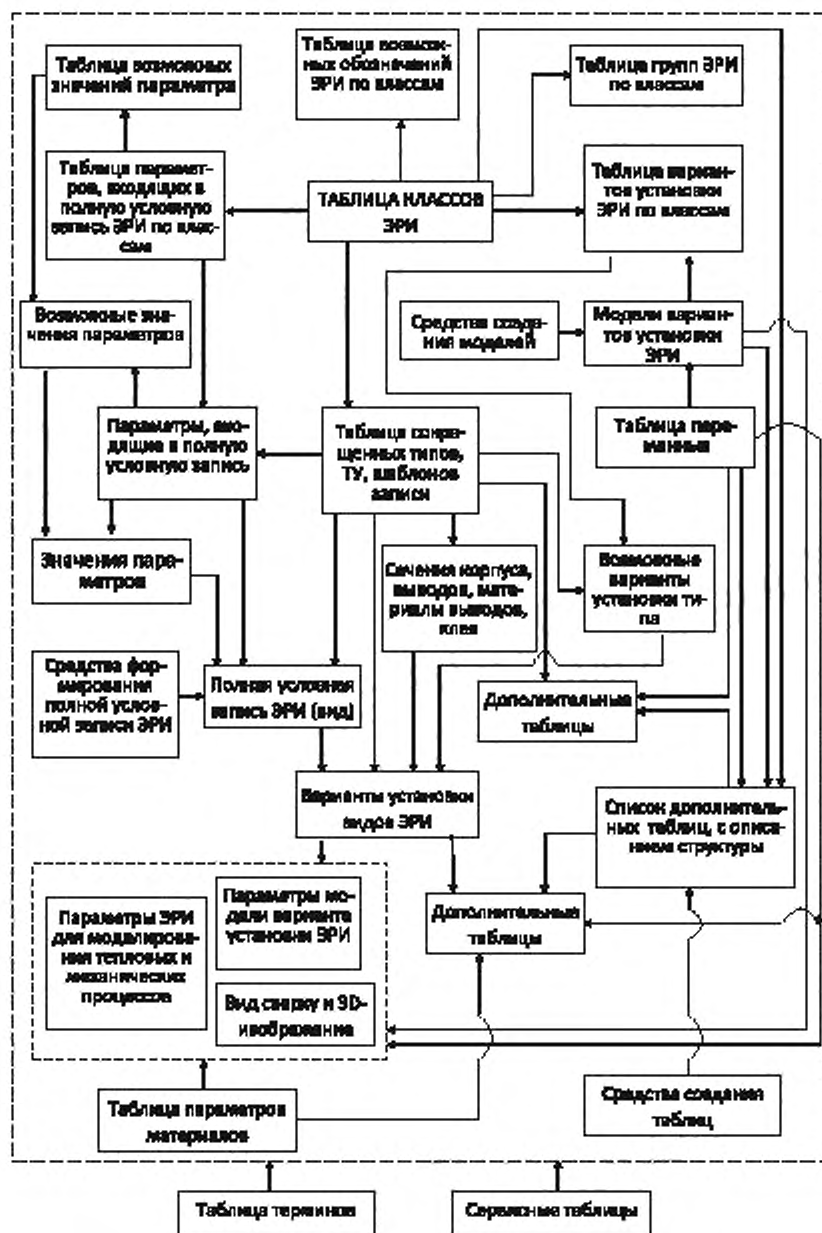 Таблица возможных
значений параметра
Таблица возмож-
ных обозначений
ЭРИ по классам
Таблица групп ЭРИ
по классам
Таблица парамет-
ров, входящих в
полную условную
запись ЭРИ по клас-
сам
ТАБЛИЦА КЛАССОВ
ЭРИ
Таблица вариан-
тов установки
ЭРИ по классам
Возможные зна-
чения параметров
Средства созда-
ния моделей
Модели вариан-
тов установки
ЭРИ
Параметры, вхо-
дящие в полную
условную запись
Таблица сокра-
щенных типов,
ТУ, шаблонов
записи
Таблица пере-
менных
Значения пара-
метров
Сечения корпуса,
выводов, мате-
риалы выводов,
клея
Возможные
варианты
установки ти-
па
Средства фор-
мирования
полной услов-
ной записи ЭРИ
Полная условная
запись ЭРИ (вид)
Дополнительные
таблицы
Варианты установки
видов ЭРИ
Список дополнитель-
ных таблиц, с описа-
нием структуры
Параметры ЭРИ
для моделирова-
ния тепловых и
механических
процессов
Параметры мо-
дели варианта
установки ЭРИ
Дополнительные
таблицы
Вид сверху и 3D-
изображение
Таблица параметров
материалов
Средства создания
таблиц
Таблица терминов
Сервисные таблицы